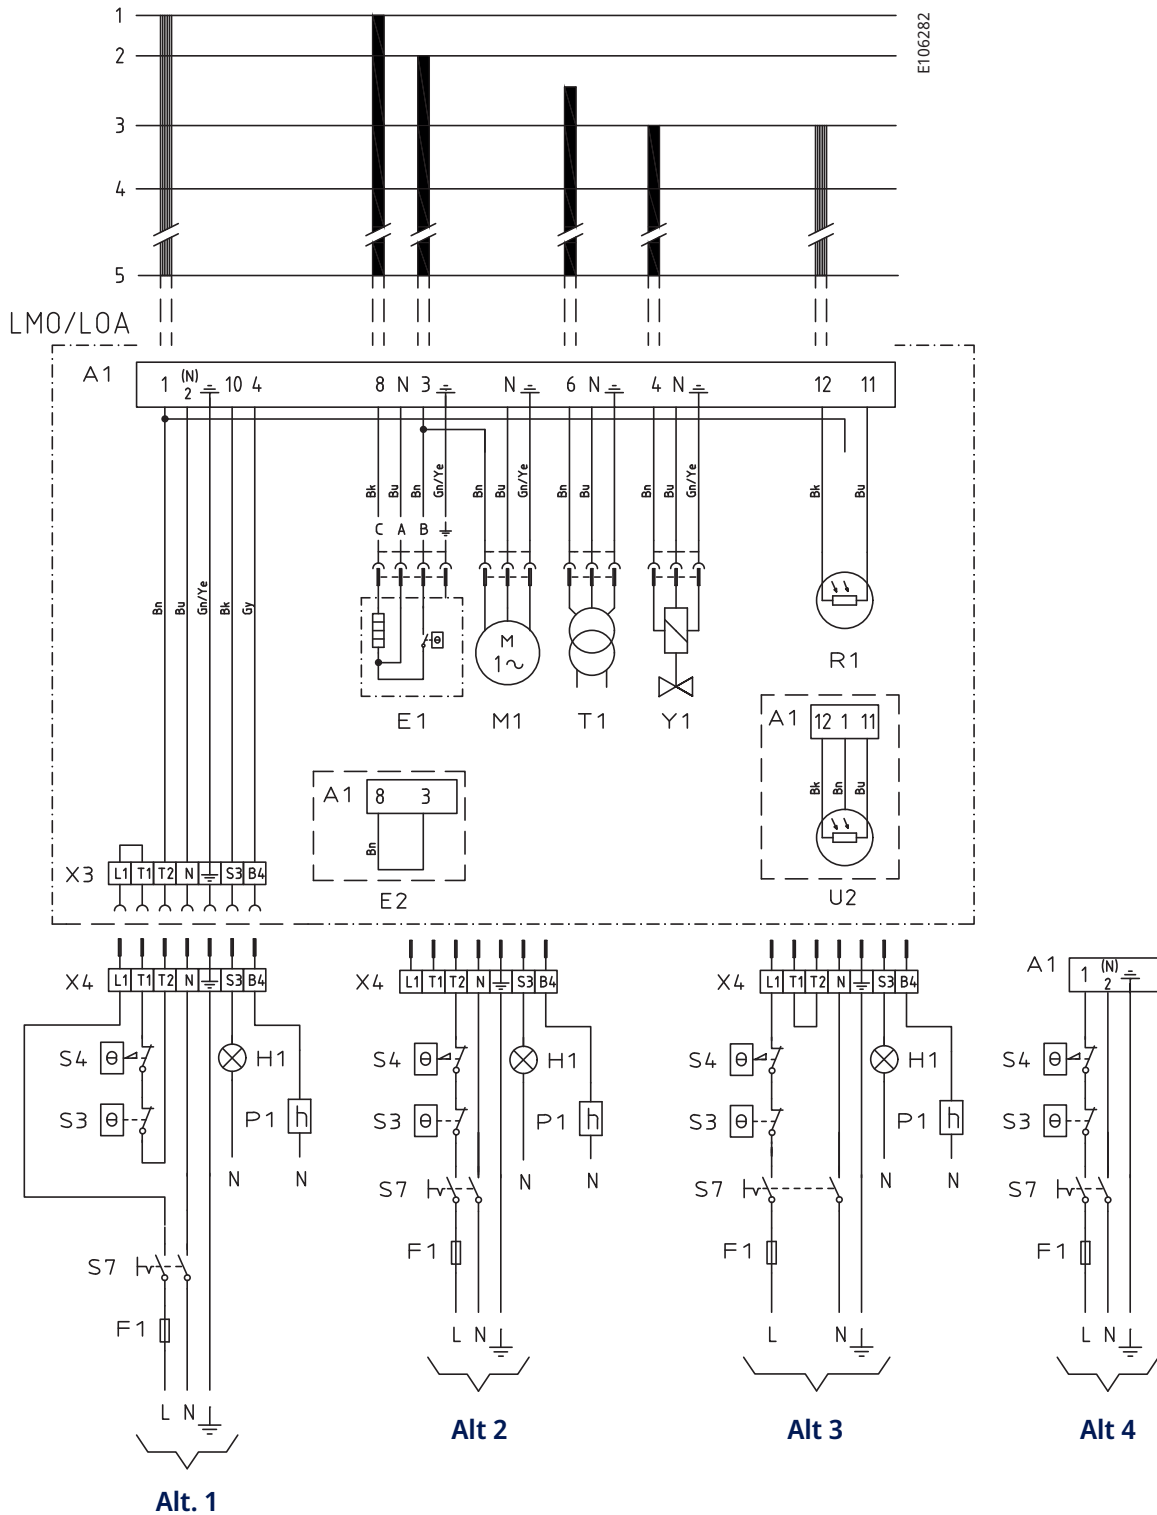 1
2
3
4
5
E106282
LMO/LOA
A1
1 (N) 2 10 4 8 N 3 N 6 N 4 N 12 11
Bk Bu Bn Gn/Ye Bn Bu Gn/Ye Bn Bu Bk Bu Gn/Ye Bk Bu
C A B
Bn Bu Gn/Ye Bk Gy
θ
M
1~
E1 M1 T1 Y1 R1
A1 12 1 11
Bk Bn Bu
U2
A1 8 3
Bn
E2
X3 L1 T1 T2 N S3 B4
X4 L1 T1 T2 N S3 B4
S4 θ H1
S3 θ P1 h
N N
S7
F1
L N
Alt. 1
X4 L1 T1 T2 N S3 B4
S4 θ H1
S3 θ P1 h
S7 N N
F1
L N
Alt 2
X4 L1 T1 T2 N S3 B4
S4 θ H1
S3 θ P1 h
S7 N N
F1
L N
Alt 3
A1 1 (N) 2
S4 θ
S3 θ
S7
F1
L N
Alt 4